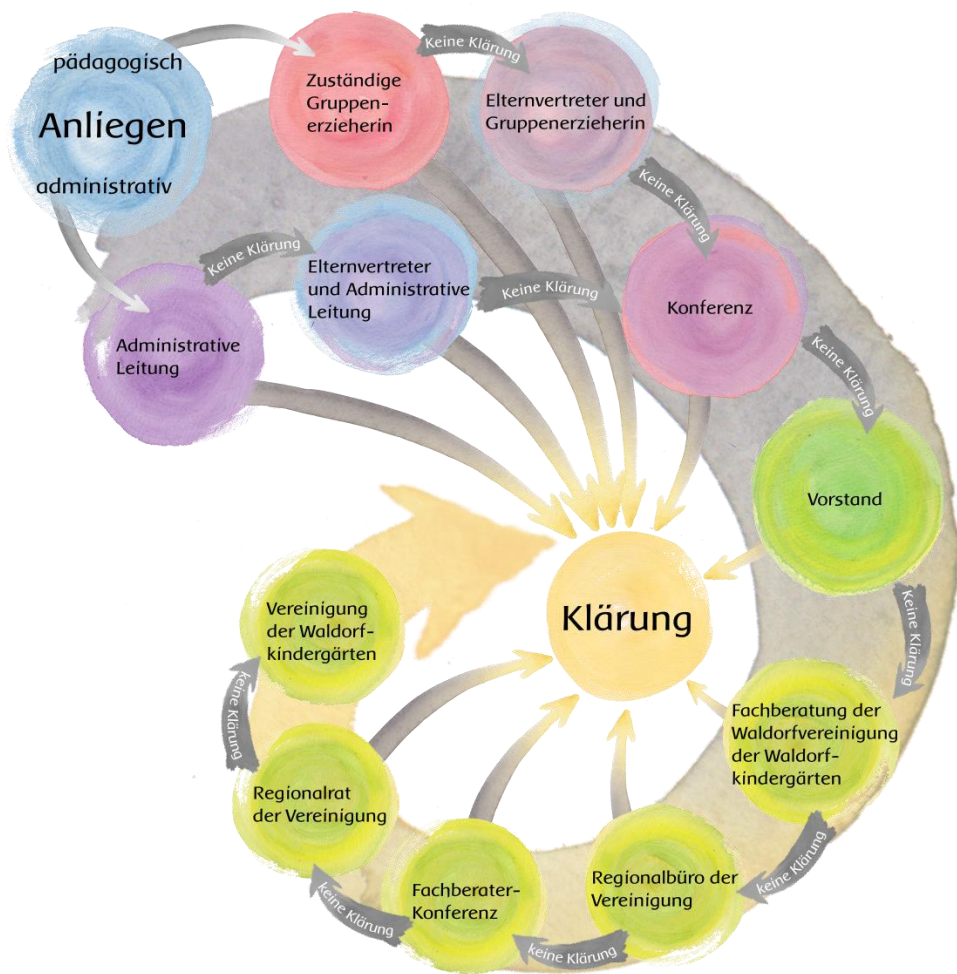 pädagogisch
Anliegen
administrativ
Zuständige
Gruppen-
erzieherin
Keine Klärung
Elternvertreter und
Gruppenerzieherin
Keine Klärung
Administrative
Leitung
Keine Klärung
Elternvertreter
und Administrative
Leitung
Keine Klärung
Konferenz
Keine Klärung
Vorstand
Keine Klärung
Fachberatung der
Waldorfvereinigung
der Waldorf-
kindergärten
keine Klärung
Regionalbüro der
Vereinigung
keine Klärung
Fachberater-
Konferenz
keine Klärung
Regionalrat
der Vereinigung
keine Klärung
Vereinigung
der Waldorf-
kindergärten
Klärung